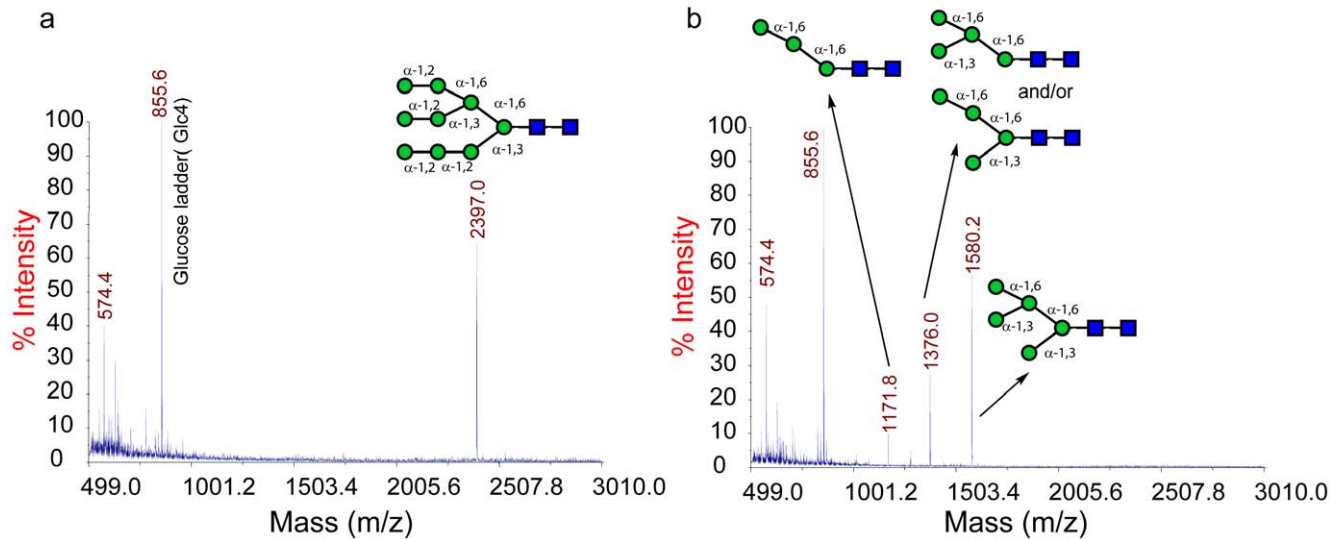 a
% Intensity
100
90
80
70
60
50
40
30
20
10
0
574.4
855.6
Glucose ladder( Glc4)
2397.0
α-1,2
α-1,6
α-1,2
α-1,6
α-1,3
α-1,3
α-1,2
α-1,2
499.0 1001.2 1503.4 2005.6 2507.8 3010.0
Mass (m/z)
b
% Intensity
100
90
80
70
60
50
40
30
20
10
0
574.4
855.6
1171.8
1376.0
1580.2
α-1,6
α-1,6
α-1,6
α-1,6
α-1,3
and/or
α-1,6
α-1,6
α-1,3
α-1,6
α-1,6
α-1,3
α-1,3
499.0 1001.6 1503.4 2005.6 2507.8 3010.0
Mass (m/z)